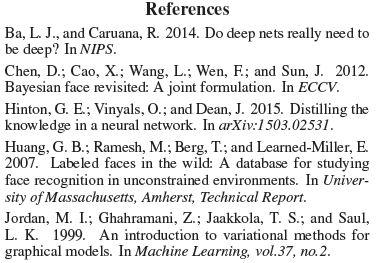 References
Ba, L. J., and Caruana, R. 2014. Do deep nets really need to
be deep? In NIPS.
Chen, D.; Cao, X.; Wang, L.; Wen, F.; and Sun, J. 2012.
Bayesian face revisited: A joint formulation. In ECCV.
Hinton, G. E.; Vinyals, O.; and Dean, J. 2015. Distilling the
knowledge in a neural network. In arXiv:1503.02531.
Huang, G. B.; Ramesh, M.; Berg, T.; and Learned-Miller, E.
2007. Labeled faces in the wild: A database for studying
face recognition in unconstrained environments. In Univer-
sity of Massachusetts, Amherst, Technical Report.
Jordan, M. I.; Ghahramani, Z.; Jaakkola, T. S.; and Saul,
L. K. 1999. An introduction to variational methods for
graphical models. In Machine Learning, vol.37, no.2.